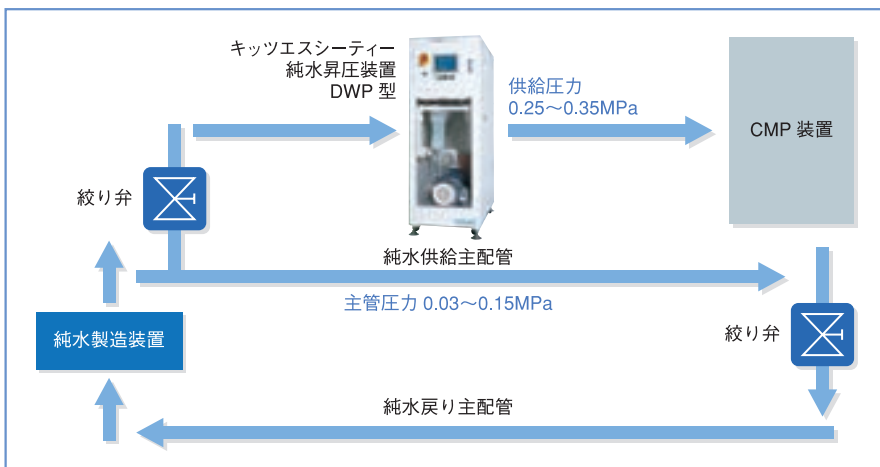 キッツエスシーティー
純水昇圧装置
DWP 型
供給圧力
0.25〜0.35MPa
CMP 装置
絞り弁
純水供給主配管
主管圧力 0.03〜0.15MPa
純水製造装置
絞り弁
純水戻り主配管